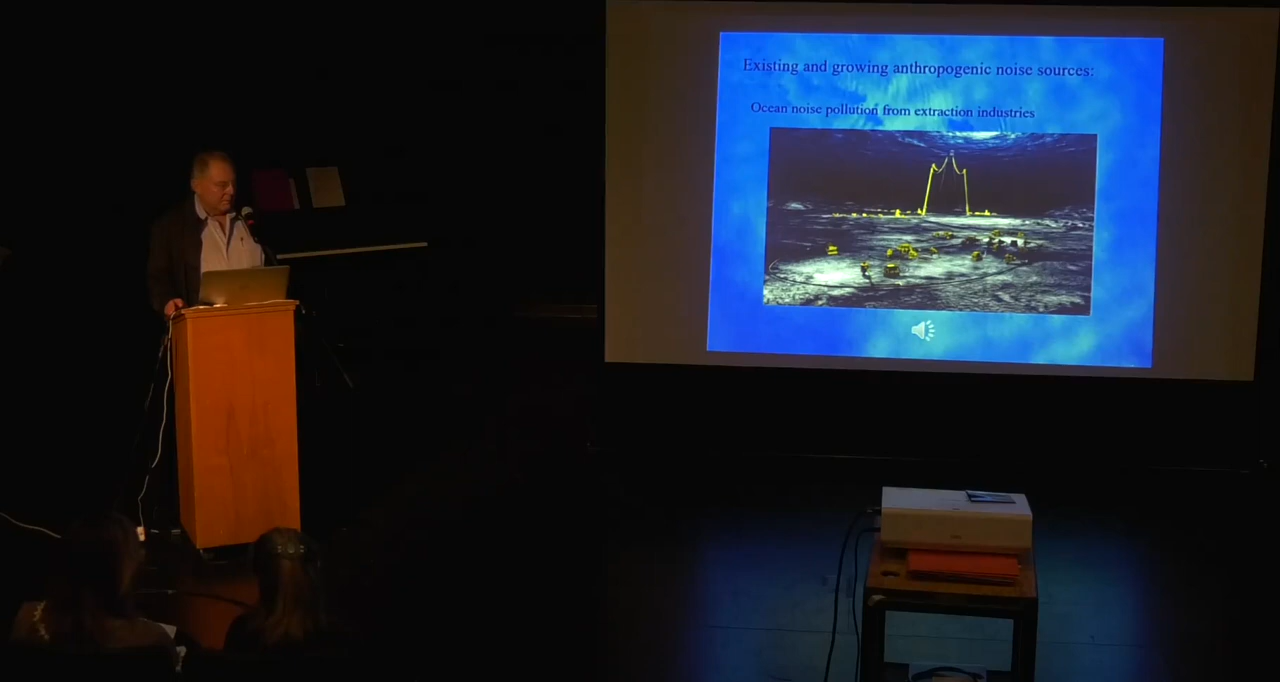 Existing and growing anthropogenic noise sources:
Ocean noise pollution from extraction industries